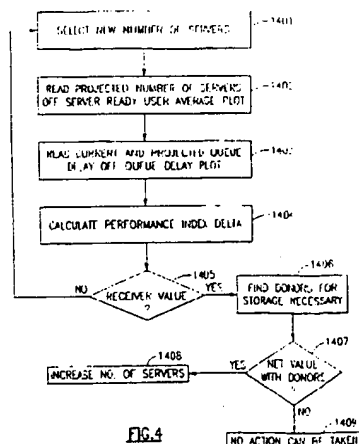 SELECT NEW NUMBER OF SERVERS
1401
READ PROJECTED NUMBER OF SERVERS
OFF SERVER READY USER AVERAGE PLOT
1402
READ CURRENT AND PROJECTED QUEUE
DELAY OFF QUEUE DELAY PLOT
1403
CALCULATE PERFORMANCE INDEX DELTA
1404
1405
NO
RECEIVER VALUE
?
YES
1406
FIND DONORS FOR
STORAGE NECESSARY
1407
NET VALUE
WITH DONORS
YES
1408
INCREASE NO. OF SERVERS
NO
1409
NO ACTION CAN BE TAKEN
FIG.4